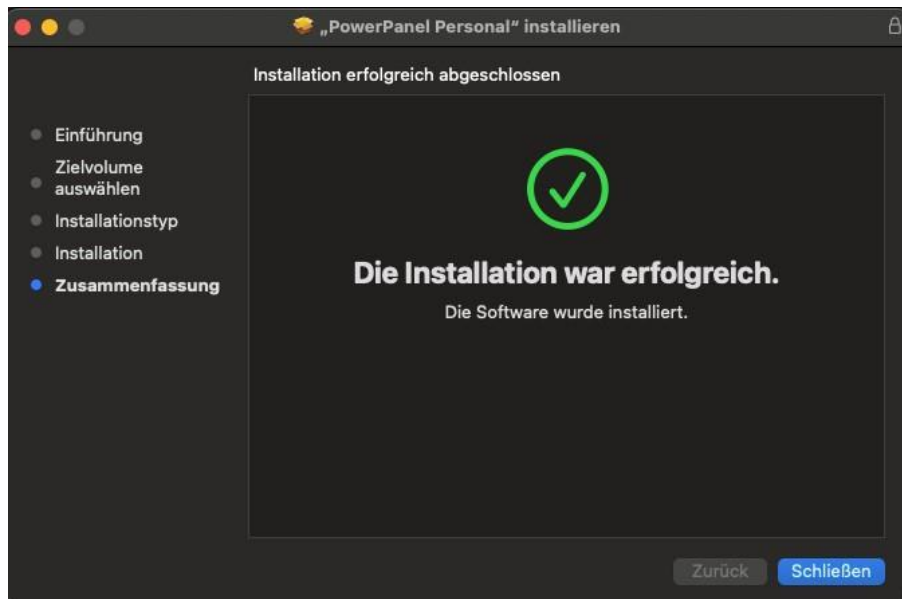 „PowerPanel Personal“ installieren
Installation erfolgreich abgeschlossen
Einführung
Zielvolume
auswählen
Installationstyp
Installation
Zusammenfassung
Die Installation war erfolgreich.
Die Software wurde installiert.
Zurück
Schließen